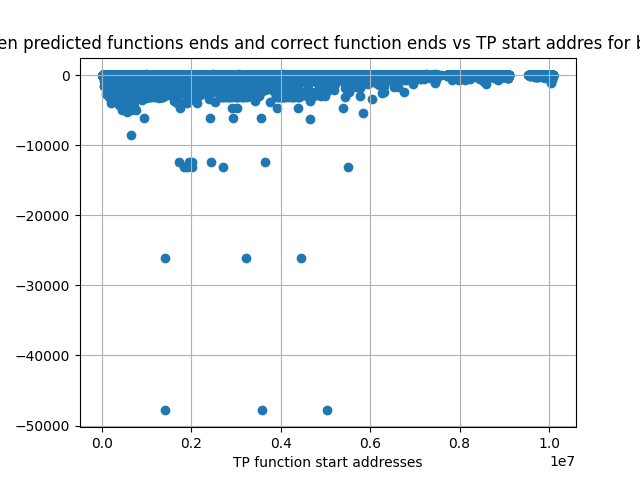 en predicted functions ends and correct function ends vs TP start addres for b
0
−10000
−20000
−30000
−40000
−50000
0.0 0.2 0.4 0.6 0.8 1.0
1e7
TP function start addresses